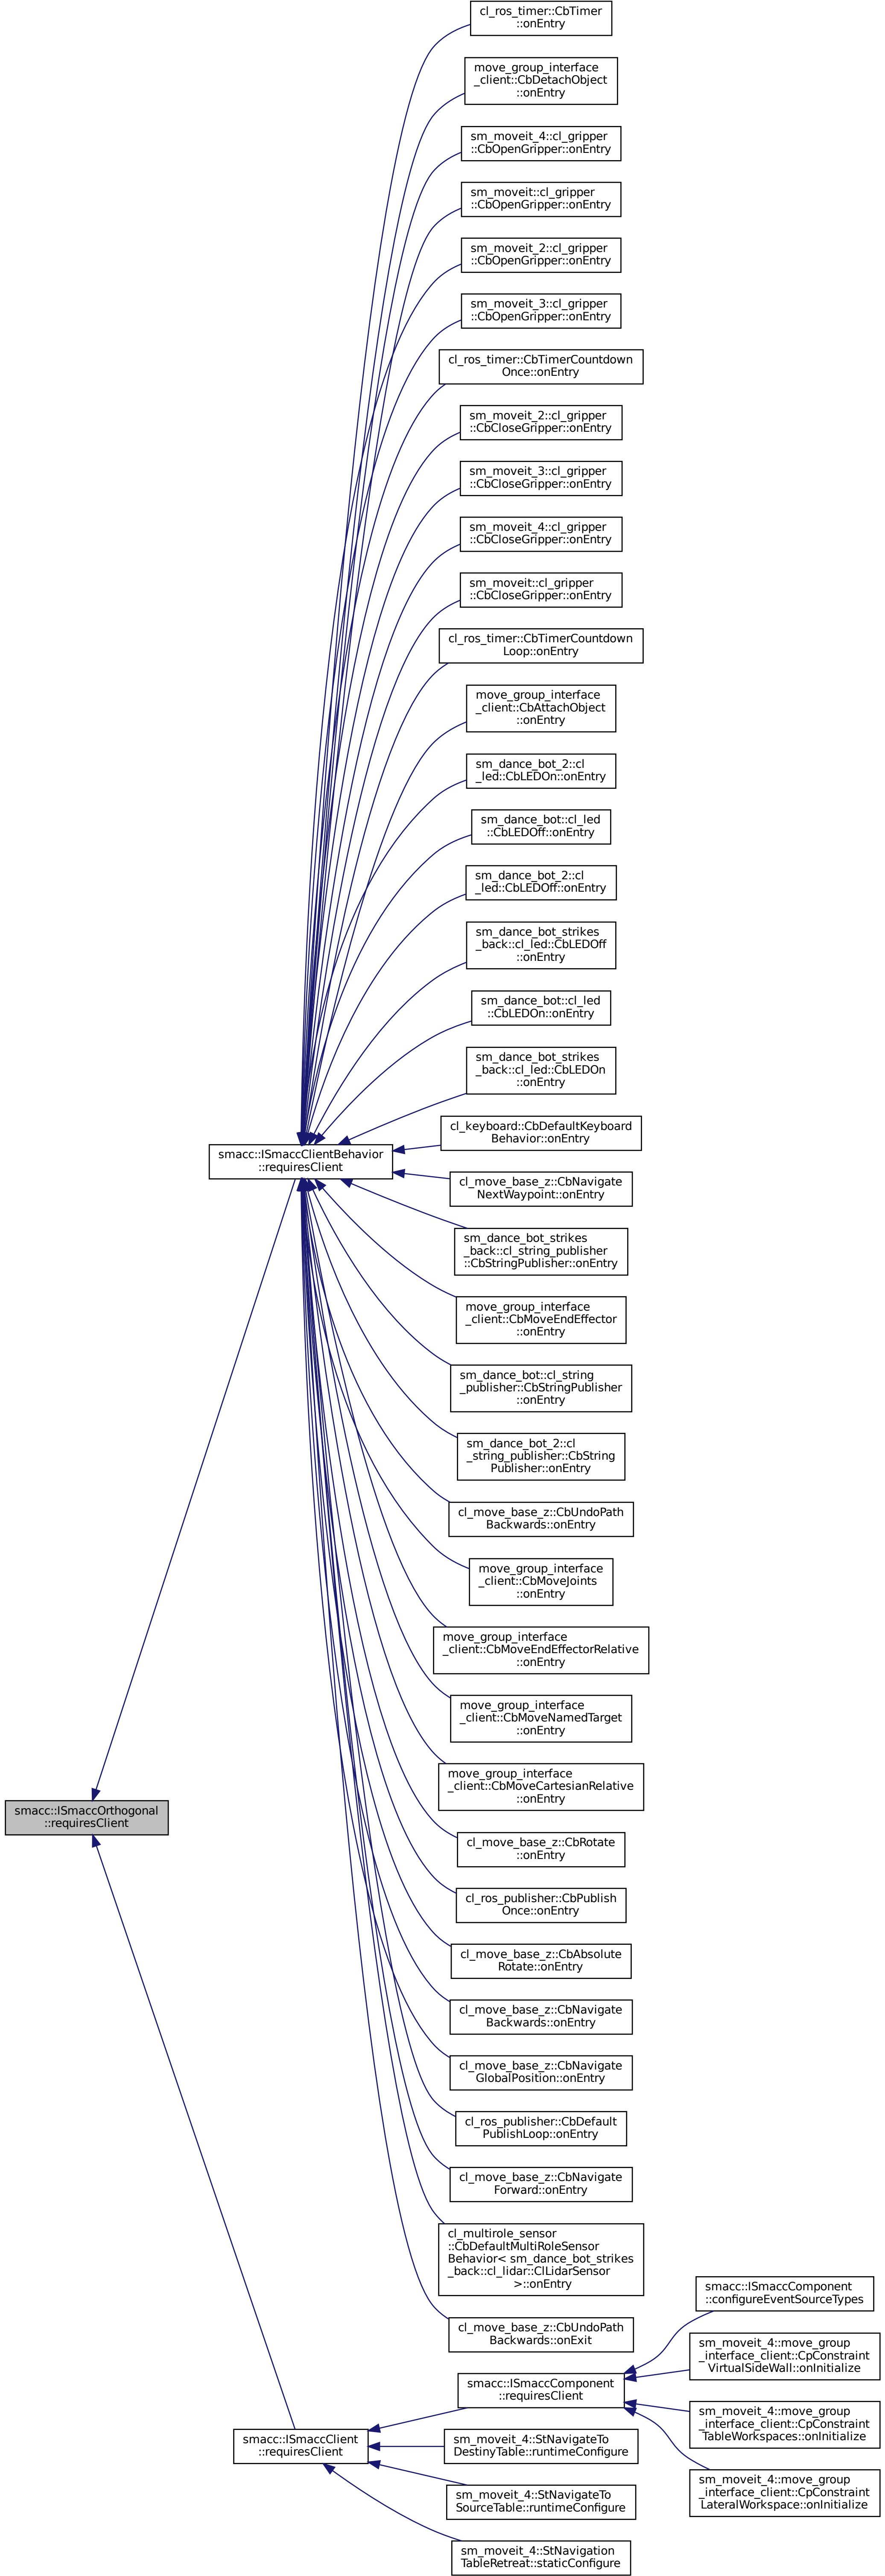 cl_ros_timer::CbTimer
::onEntry
move_group_interface
_client::CbDetachObject
::onEntry
sm_moveit_4::cl_gripper
::CbOpenGripper::onEntry
sm_moveit::cl_gripper
::CbOpenGripper::onEntry
sm_moveit_2::cl_gripper
::CbOpenGripper::onEntry
sm_moveit_3::cl_gripper
::CbOpenGripper::onEntry
cl_ros_timer::CbTimerCountdown
Once::onEntry
sm_moveit_2::cl_gripper
::CbCloseGripper::onEntry
sm_moveit_3::cl_gripper
::CbCloseGripper::onEntry
sm_moveit_4::cl_gripper
::CbCloseGripper::onEntry
sm_moveit::cl_gripper
::CbCloseGripper::onEntry
cl_ros_timer::CbTimerCountdown
Loop::onEntry
move_group_interface
_client::CbAttachObject
::onEntry
sm_dance_bot_2::cl
_led::CbLEDOn::onEntry
sm_dance_bot::cl_led
::CbLEDOff::onEntry
sm_dance_bot_2::cl
_led::CbLEDOff::onEntry
sm_dance_bot_strikes
_back::cl_led::CbLEDOff
::onEntry
sm_dance_bot::cl_led
::CbLEDOn::onEntry
sm_dance_bot_strikes
_back::cl_led::CbLEDOn
::onEntry
cl_keyboard::CbDefaultKeyboard
Behavior::onEntry
smacc::ISmaccClientBehavior
::requiresClient
cl_move_base_z::CbNavigate
NextWaypoint::onEntry
sm_dance_bot_strikes
_back::cl_string_publisher
::CbStringPublisher::onEntry
move_group_interface
_client::CbMoveEndEffector
::onEntry
sm_dance_bot::cl_string
_publisher::CbStringPublisher
::onEntry
sm_dance_bot_2::cl
_string_publisher::CbString
Publisher::onEntry
cl_move_base_z::CbUndoPath
Backwards::onEntry
move_group_interface
_client::CbMoveJoints
::onEntry
move_group_interface
_client::CbMoveEndEffectorRelative
::onEntry
move_group_interface
_client::CbMoveNamedTarget
::onEntry
move_group_interface
_client::CbMoveCartesianRelative
::onEntry
smacc::ISmaccOrthogonal
::requiresClient
cl_move_base_z::CbRotate
::onEntry
cl_ros_publisher::CbPublish
Once::onEntry
cl_move_base_z::CbAbsolute
Rotate::onEntry
cl_move_base_z::CbNavigate
Backwards::onEntry
cl_move_base_z::CbNavigate
GlobalPosition::onEntry
cl_ros_publisher::CbDefault
PublishLoop::onEntry
cl_move_base_z::CbNavigate
Forward::onEntry
cl_multirole_sensor
::CbDefaultMultiRoleSensor
Behavior< sm_dance_bot_strikes
_back::cl_lidar::ClLidarSensor
>::onEntry
cl_move_base_z::CbUndoPath
Backwards::onExit
smacc::ISmaccComponent
::configureEventSourceTypes
sm_moveit_4::move_group
_interface_client::CpConstraint
VirtualSideWall::onInitialize
smacc::ISmaccComponent
::requiresClient
sm_moveit_4::move_group
_interface_client::CpConstraint
TableWorkspaces::onInitialize
smacc::ISmaccClient
::requiresClient
sm_moveit_4::StNavigateTo
DestinyTable::runtimeConfigure
sm_moveit_4::move_group
_interface_client::CpConstraint
LateralWorkspace::onInitialize
sm_moveit_4::StNavigateTo
SourceTable::runtimeConfigure
sm_moveit_4::StNavigation
TableRetreat::staticConfigure